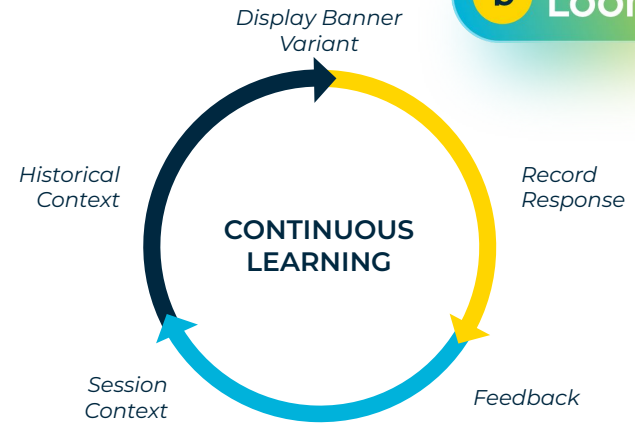 Display Banner
Variant
b
Historical
Context
Record
Response
CONTINUOUS
LEARNING
Session
Context
Feedback